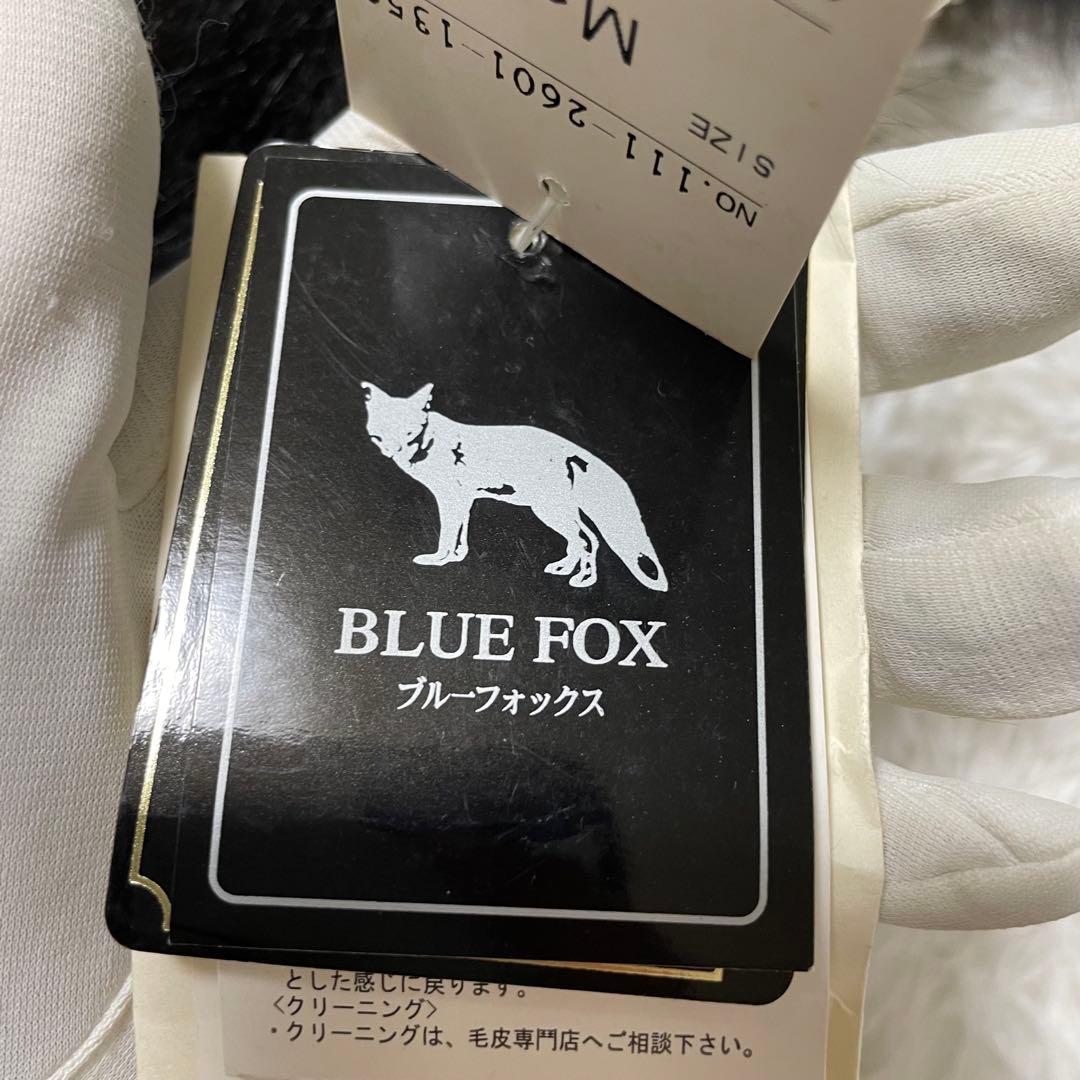 NO.111-2601-135
SIZE
M
BLUE FOX
ブルーフォックス
とした感じに戻ります。
〈クリーニング〉
・クリーニングは、毛皮専門店へご相談下さい。